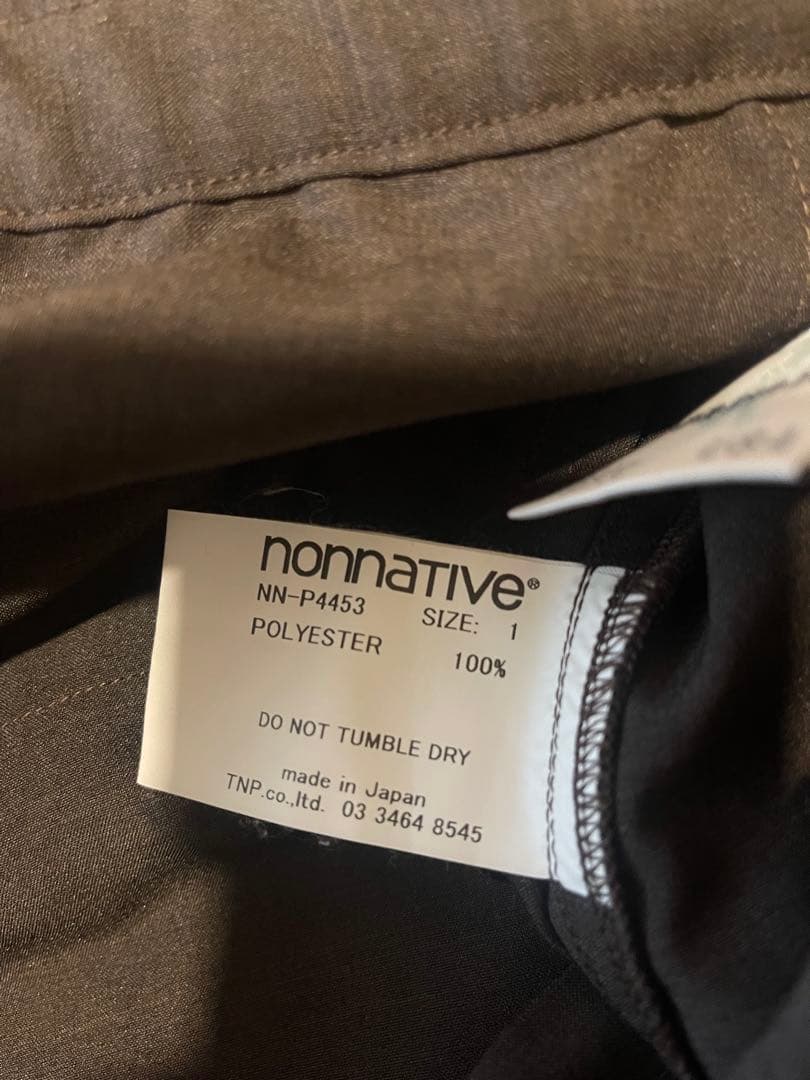 nonnaTIVe®
NN-P4453 SIZE: 1
POLYESTER 100%
DO NOT TUMBLE DRY
made in Japan
TNP.co.,ltd. 03 3464 8545